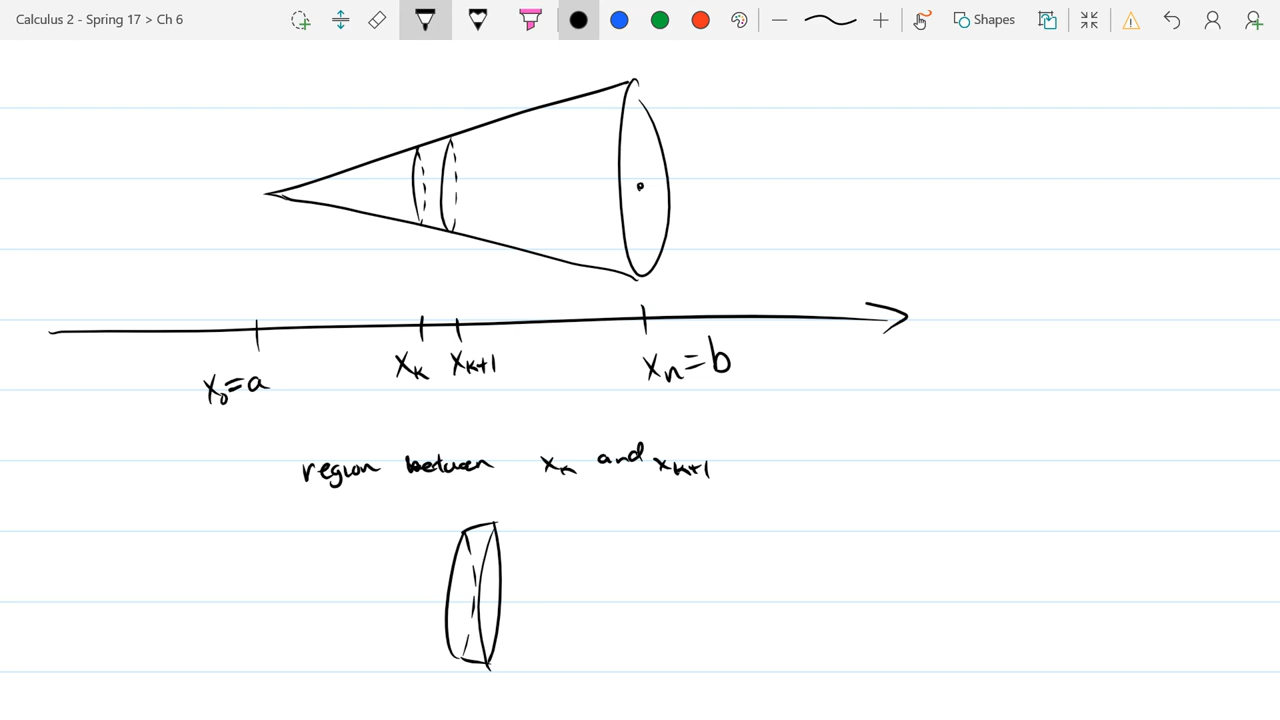 Calculus 2 - Spring 17 > Ch 6
Shapes
x₀=a xₖ xₖ₊₁ xₙ=b
region between xₖ and xₖ₊₁